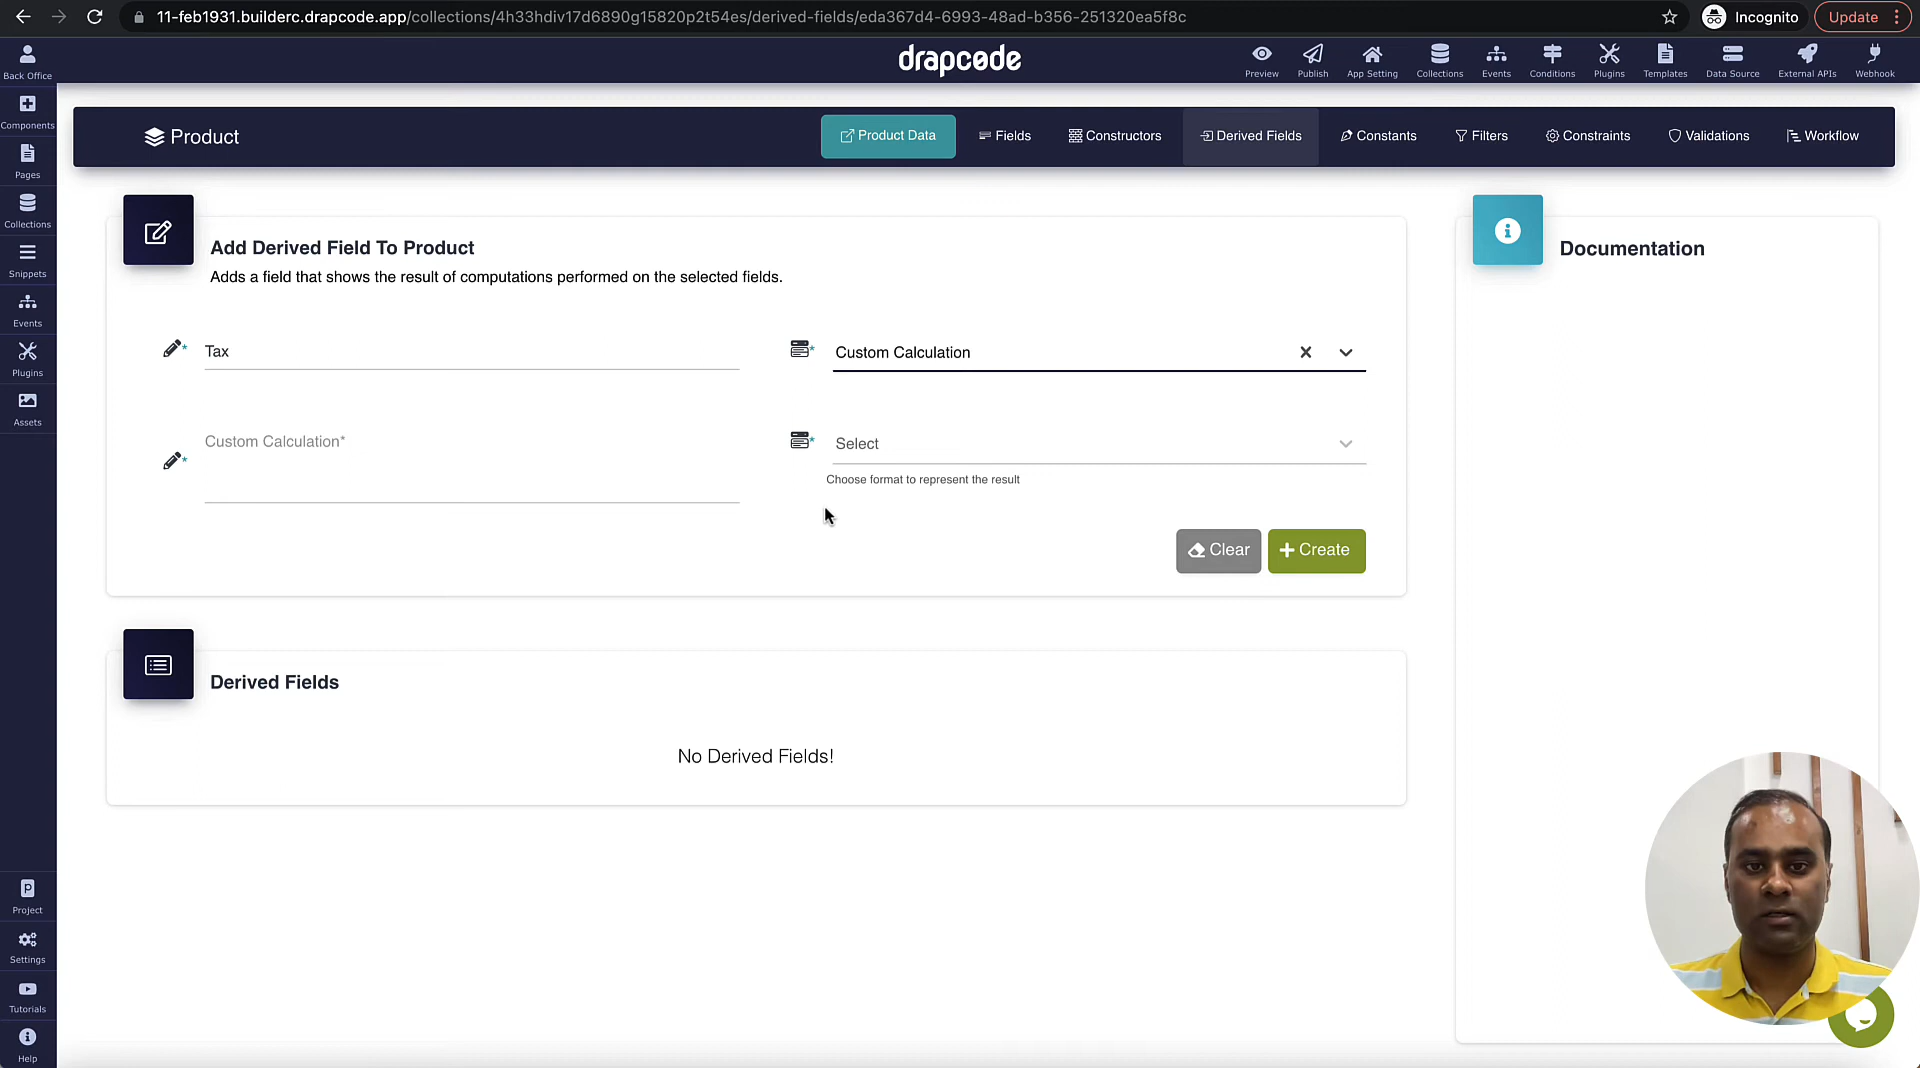 11-feb1931.builderc.drapcode.app/collections/4h33hdiv17d6890g15820p2t54es/derived-fields/eda367d4-6993-48ad-b356-251320ea5f8c
Incognito
Update
Back Office
drapcode
Preview
Publish
App Setting
Collections
Events
Conditions
Plugins
Templates
Data Source
External APIs
Webhook
Components
Pages
Collections
Snippets
Events
Plugins
Assets
Project
Settings
Tutorials
Help
Product
Product Data
Fields
Constructors
Derived Fields
Constants
Filters
Constraints
Validations
Workflow
Add Derived Field To Product
Adds a field that shows the result of computations performed on the selected fields.
* Tax
* Custom Calculation
Custom Calculation*
*
* Select
Choose format to represent the result
Clear
Create
Derived Fields
No Derived Fields!
Documentation